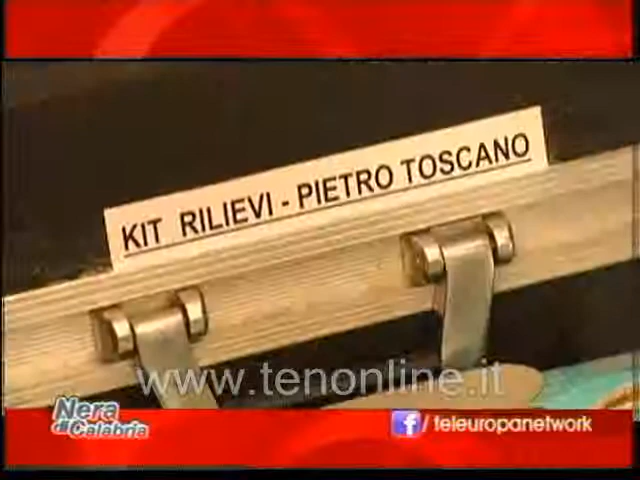 KIT RILIEVI - PIETRO TOSCANO
www.tenonline.it
Nera
di Calabria
f / teleuropanetwork